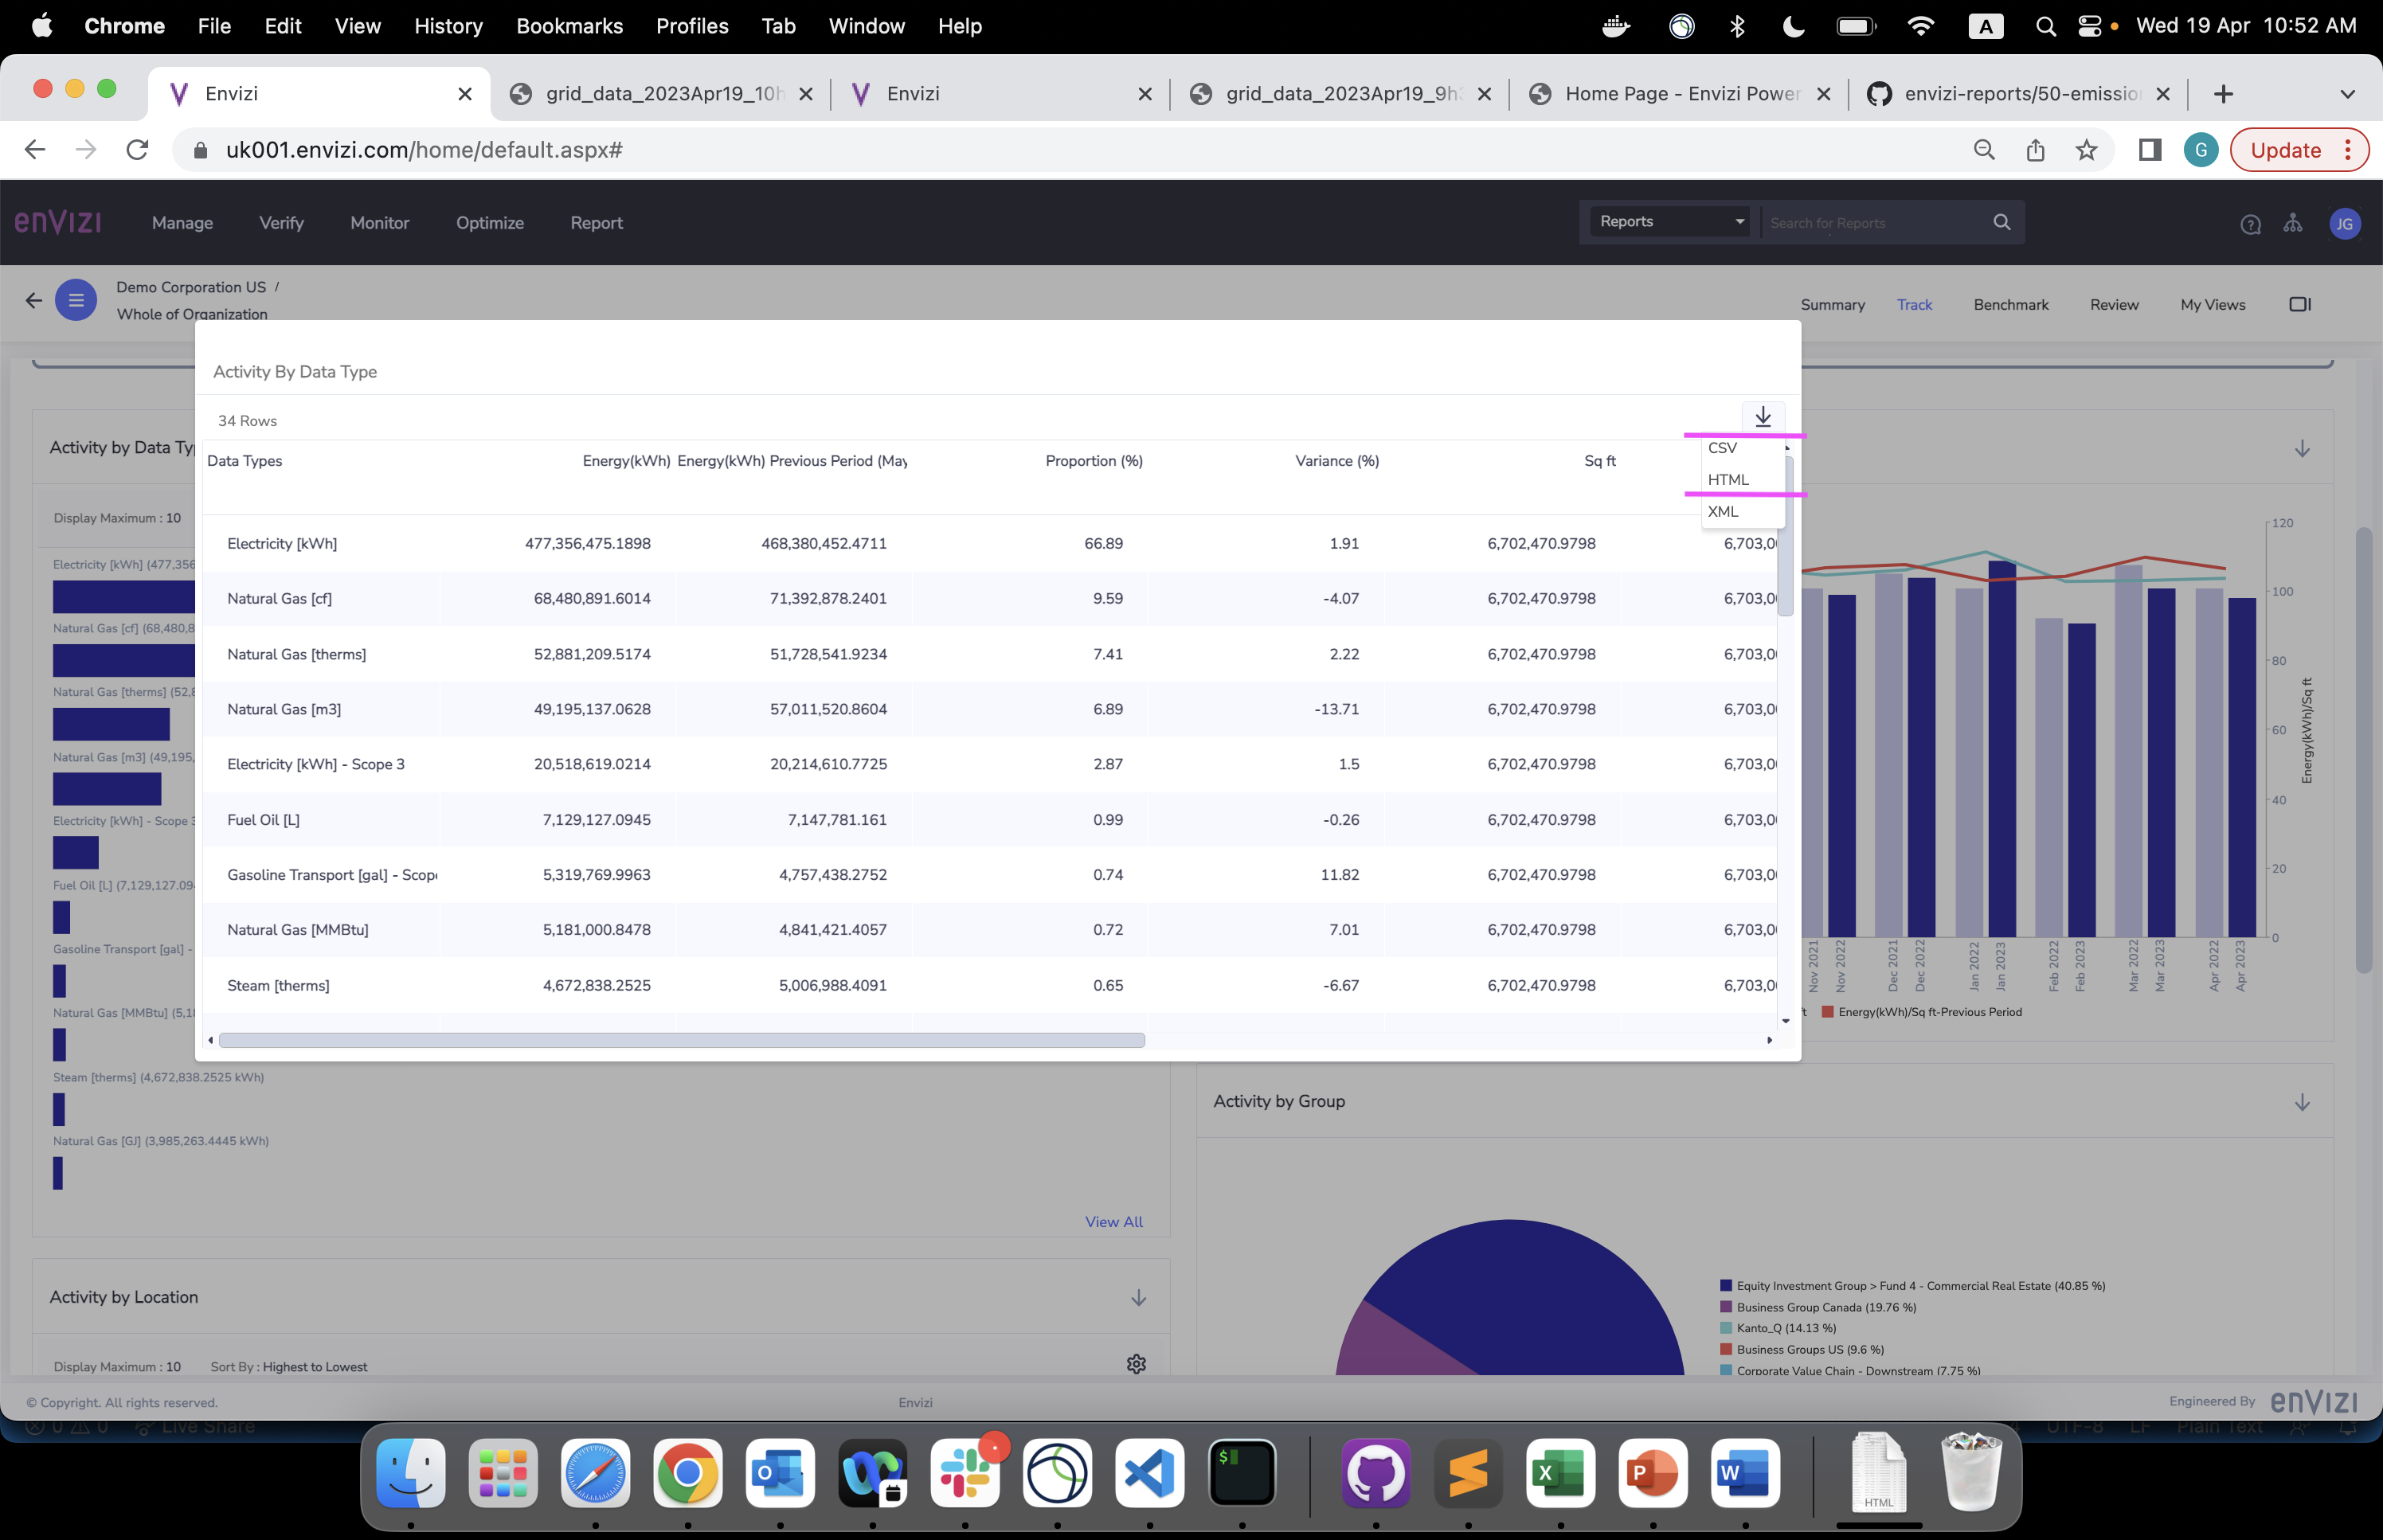 Chrome File Edit View History Bookmarks Profiles Tab Window Help A Wed 19 Apr 10:52 AM
Envizi grid_data_2023Apr19_10h Envizi grid_data_2023Apr19_9h Home Page - Envizi Power envizi-reports/50-emissio
uk001.envizi.com/home/default.aspx# G Update
enVizi Manage Verify Monitor Optimize Report Reports Search for Reports JG
Demo Corporation US /
Whole of Organization
Summary Track Benchmark Review My Views
Activity By Data Type
34 Rows
CSV
HTML
XML
Data Types Energy(kWh) Energy(kWh) Previous Period (May Proportion (%) Variance (%) Sq ft
Electricity [kWh] 477,356,475.1898 468,380,452.4711 66.89 1.91 6,702,470.9798 6,703,0
Natural Gas [cf] 68,480,891.6014 71,392,878.2401 9.59 -4.07 6,702,470.9798 6,703,0
Natural Gas [therms] 52,881,209.5174 51,728,541.9234 7.41 2.22 6,702,470.9798 6,703,0
Natural Gas [m3] 49,195,137.0628 57,011,520.8604 6.89 -13.71 6,702,470.9798 6,703,0
Electricity [kWh] - Scope 3 20,518,619.0214 20,214,610.7725 2.87 1.5 6,702,470.9798 6,703,0
Fuel Oil [L] 7,129,127.0945 7,147,781.161 0.99 -0.26 6,702,470.9798 6,703,0
Gasoline Transport [gal] - Scop 5,319,769.9963 4,757,438.2752 0.74 11.82 6,702,470.9798 6,703,0
Natural Gas [MMBtu] 5,181,000.8478 4,841,421.4057 0.72 7.01 6,702,470.9798 6,703,0
Steam [therms] 4,672,838.2525 5,006,988.4091 0.65 -6.67 6,702,470.9798 6,703,0
Activity by Data Ty
Display Maximum : 10
Electricity [kWh] (477,356
Natural Gas [cf] (68,480,8
Natural Gas [therms] (52,8
Natural Gas [m3] (49,195,
Electricity [kWh] - Scope 3
Fuel Oil [L] (7,129,127.09
Gasoline Transport [gal] -
Natural Gas [MMBtu] (5,18
Steam [therms] (4,672,838.2525 kWh)
Natural Gas [GJ] (3,985,263.4445 kWh)
View All
120
100
80
60
40
20
0
Energy(kWh)/Sq ft
Nov 2021 Nov 2022 Dec 2021 Dec 2022 Jan 2022 Jan 2023 Feb 2022 Feb 2023 Mar 2022 Mar 2023 Apr 2022 Apr 2023
Energy(kWh)/Sq ft-Previous Period
Activity by Location
Display Maximum : 10 Sort By : Highest to Lowest
Activity by Group
Equity Investment Group > Fund 4 - Commercial Real Estate (40.85 %)
Business Group Canada (19.76 %)
Kanto_Q (14.13 %)
Business Groups US (9.6 %)
Corporate Value Chain - Downstream (7.75 %)
© Copyright. All rights reserved. Envizi Engineered By enVizi
0 0 Live Share UTF-8 LF Plain Text
O $ X P W HTML